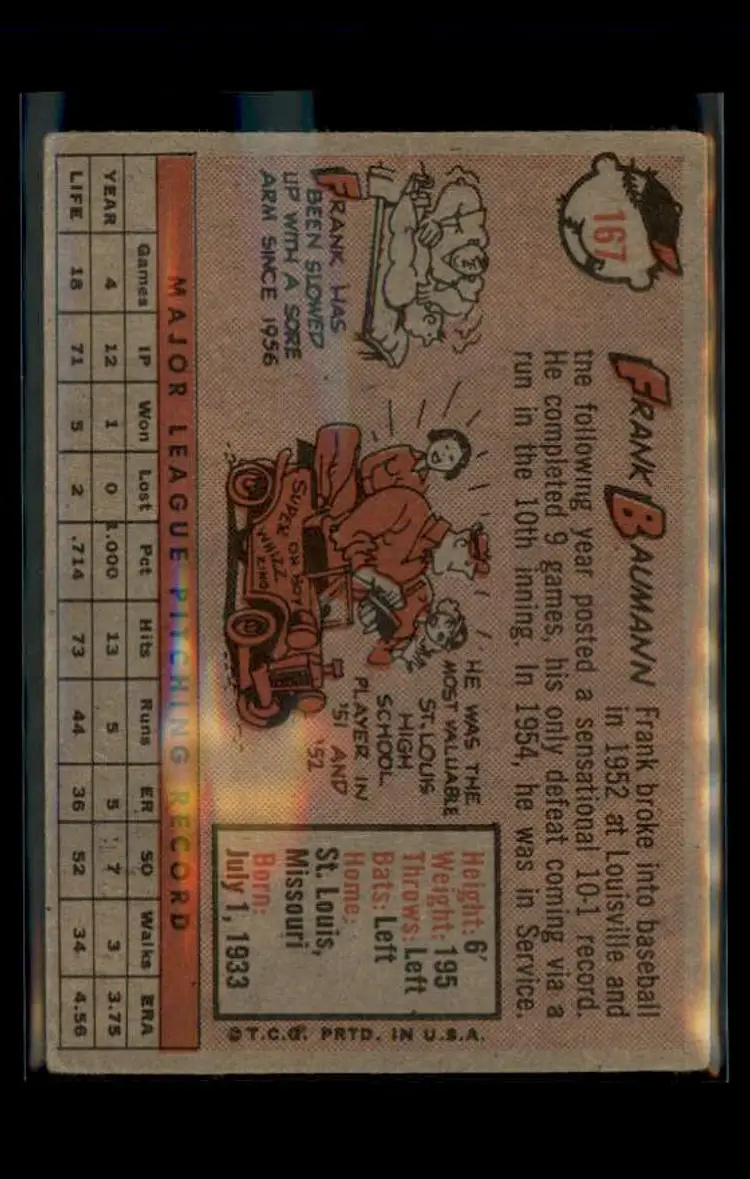 167
FRANK BAUMANN Frank broke into baseball
in 1952 at Louisville and
the following year posted a sensational 10-1 record.
He completed 9 games, his only defeat coming via a
run in the 10th inning. In 1954, he was in Service.
FRANK HAS
BEEN SLOWED
UP WITH A SORE
ARM SINCE 1956
HE WAS THE
MOST VALUABLE
ST. LOUIS
HIGH
SCHOOL
PLAYER IN
'51 AND
'52
OH BOY
SUPER WHIZZ
KING
Height: 6'
Weight: 195
Throws: Left
Bats: Left
Home:
St. Louis,
Missouri
Born:
July 1, 1933
©T.C.G. PRTD. IN U.S.A.
MAJOR LEAGUE PITCHING RECORD
Games IP Won Lost Pct Hits Runs ER SO Walks ERA
YEAR 4 12 1 0 1.000 13 5 5 7 3 3.75
LIFE 18 71 5 2 .714 73 44 36 52 34 4.56